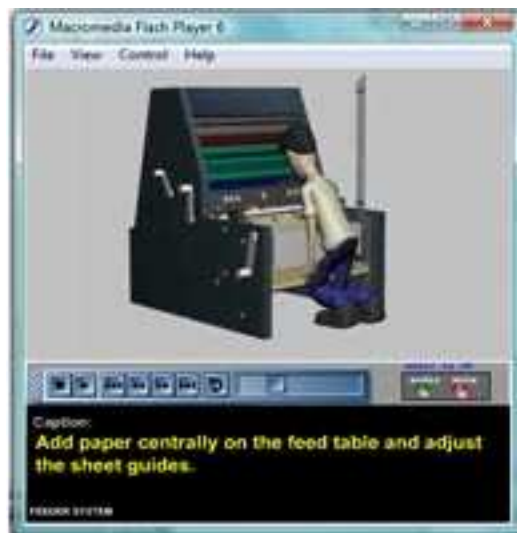 Macromedia Flash Player 6
File View Control Help
Caption:
Add paper centrally on the feed table and adjust
the sheet guides.
FEEDER SYSTEM